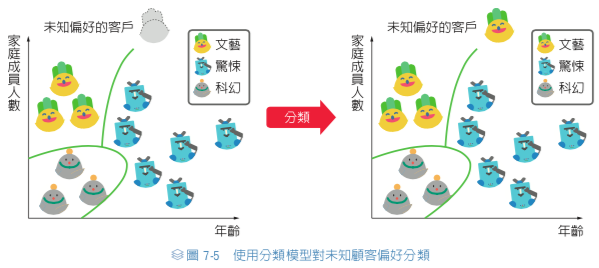 未知偏好的客戶
家庭成員人數
文藝
驚悚
科幻
年齡
分類
未知偏好的客戶
家庭成員人數
文藝
驚悚
科幻
年齡
圖 7-5 使用分類模型對未知顧客偏好分類